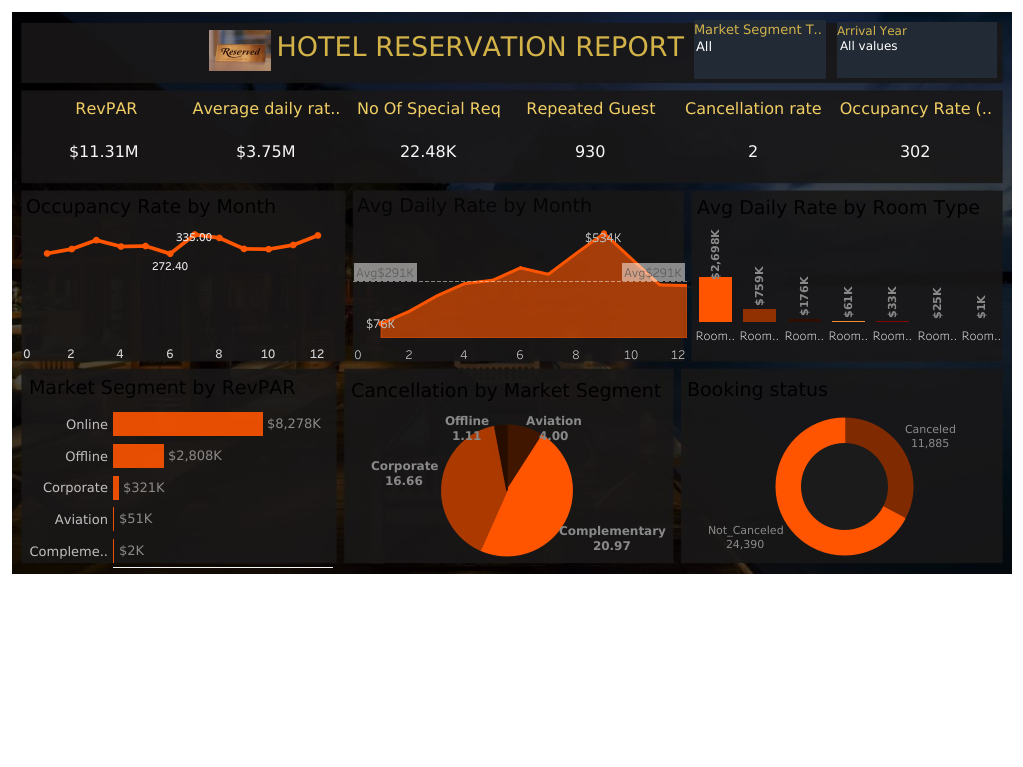 Reserved
HOTEL RESERVATION REPORT
Market Segment T..
All
Arrival Year
All values
RevPAR
$11.31M
Average daily rat..
$3.75M
No Of Special Req
22.48K
Repeated Guest
930
Cancellation rate
2
Occupancy Rate (..
302
Occupancy Rate by Month
335.00
272.40
0 2 4 6 8 10 12
Avg Daily Rate by Month
$534K
Avg$291K
Avg$291K
$76K
0 2 4 6 8 10 12
Avg Daily Rate by Room Type
$2,698K
$759K
$176K
$61K
$33K
$25K
$1K
Room.. Room.. Room.. Room.. Room.. Room.. Room..
Market Segment by RevPAR
Online $8,278K
Offline $2,808K
Corporate $321K
Aviation $51K
Compleme.. $2K
Cancellation by Market Segment
Offline
1.11
Aviation
4.00
Corporate
16.66
Complementary
20.97
Booking status
Canceled
11,885
Not_Canceled
24,390